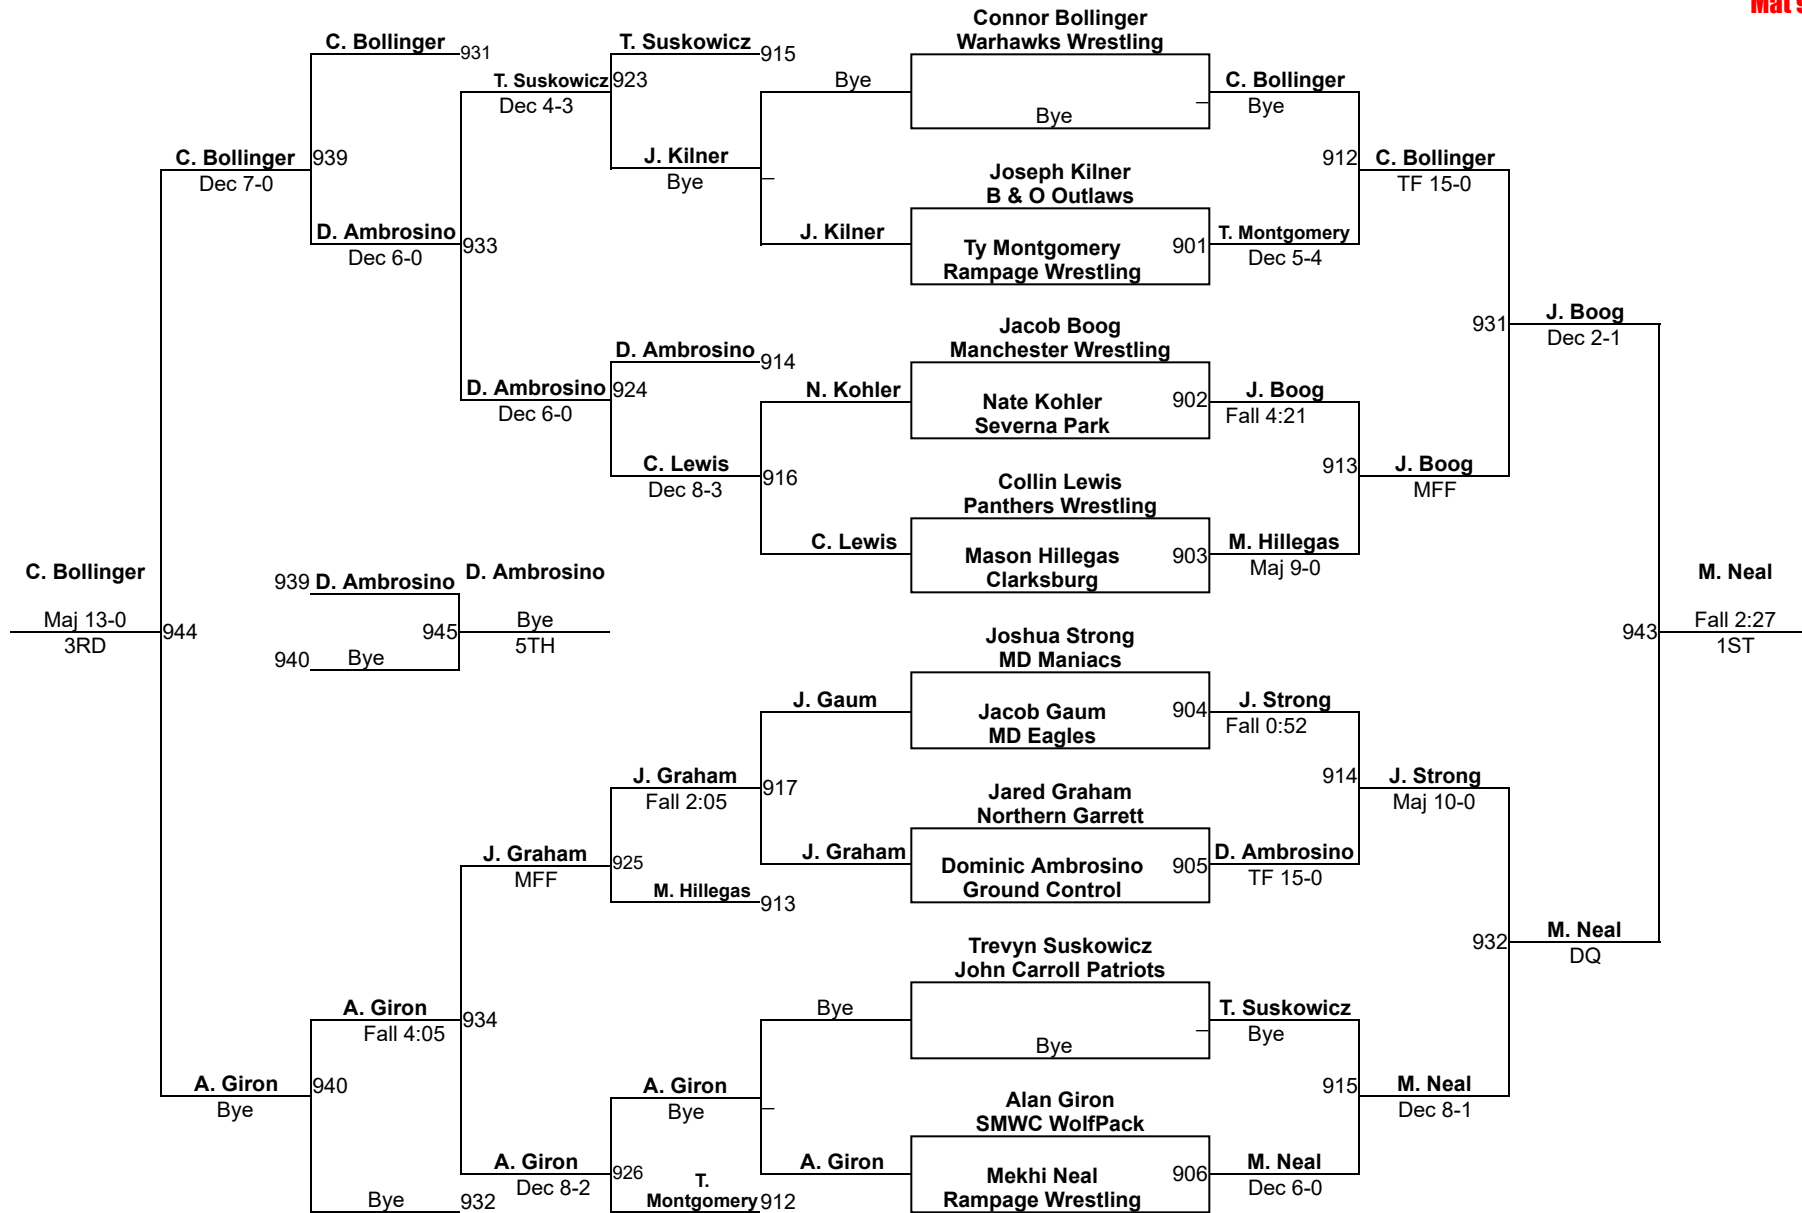 Mat 9
Connor Bollinger
Warhawks Wrestling
C. Bollinger
931
T. Suskowicz
915
T. Suskowicz
923
Dec 4-3
Bye
C. Bollinger
Bye
Bye
J. Kilner
Bye
C. Bollinger
939
Dec 7-0
Joseph Kilner
B & O Outlaws
912
C. Bollinger
TF 15-0
D. Ambrosino
Dec 6-0
933
J. Kilner
Ty Montgomery
Rampage Wrestling
901
T. Montgomery
Dec 5-4
Jacob Boog
Manchester Wrestling
931
J. Boog
Dec 2-1
D. Ambrosino
914
D. Ambrosino
924
Dec 6-0
N. Kohler
Nate Kohler
Severna Park
902
J. Boog
Fall 4:21
C. Lewis
Dec 8-3
916
Collin Lewis
Panthers Wrestling
913
J. Boog
MFF
C. Lewis
Mason Hillegas
Clarksburg
903
M. Hillegas
Maj 9-0
C. Bollinger
Maj 13-0
3RD
944
939
D. Ambrosino
D. Ambrosino
945
Bye
5TH
940
Bye
M. Neal
943
Fall 2:27
1ST
Joshua Strong
MD Maniacs
J. Gaum
Jacob Gaum
MD Eagles
904
J. Strong
Fall 0:52
J. Graham
Fall 2:05
917
Jared Graham
Northern Garrett
914
J. Strong
Maj 10-0
J. Graham
MFF
925
J. Graham
Dominic Ambrosino
Ground Control
905
D. Ambrosino
TF 15-0
M. Hillegas
913
Trevyn Suskowicz
John Carroll Patriots
932
M. Neal
DQ
A. Giron
Fall 4:05
934
Bye
Bye
T. Suskowicz
Bye
A. Giron
Bye
940
A. Giron
Bye
Alan Giron
SMWC WolfPack
915
M. Neal
Dec 8-1
A. Giron
Dec 8-2
926
A. Giron
Mekhi Neal
Rampage Wrestling
906
M. Neal
Dec 6-0
Bye
932
T.
Montgomery
912